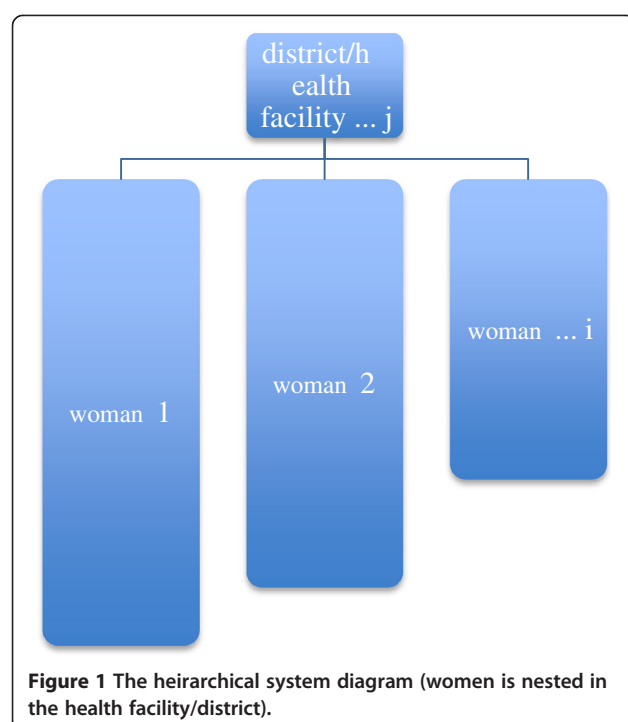 district/h
ealth
facility ... j
woman 1
woman 2
woman ... i
Figure 1 The heirarchical system diagram (women is nested in
the health facility/district).